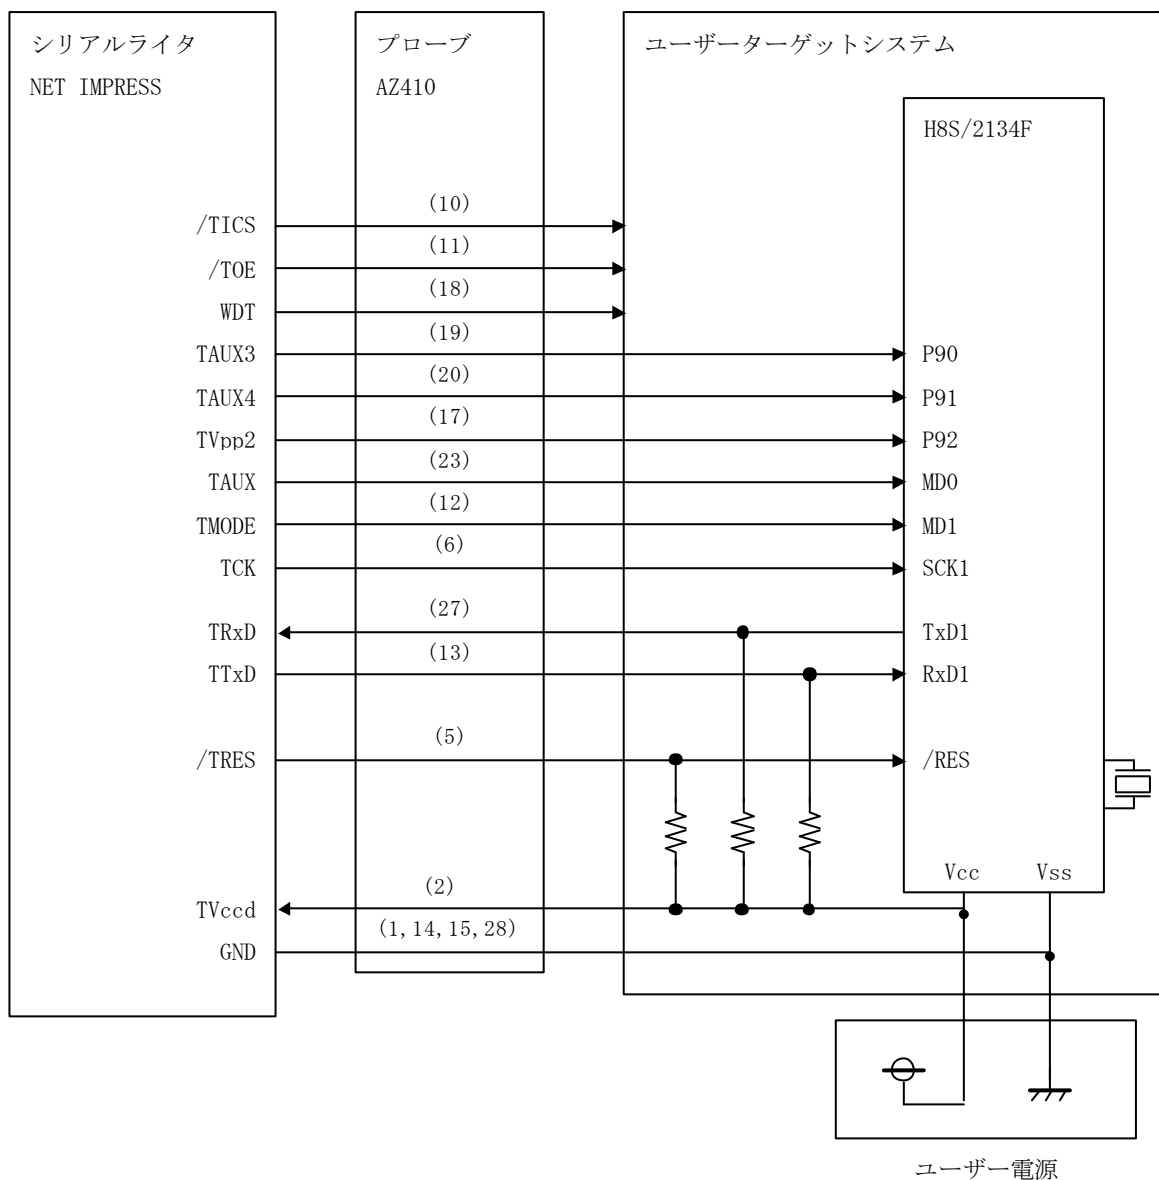 シリアルライタ
NET IMPRESS
プローブ
AZ410
ユーザーターゲットシステム
H8S/2134F
/TICS
(10)
/TOE
(11)
WDT
(18)
TAUX3
(19)
P90
TAUX4
(20)
P91
TVpp2
(17)
P92
TAUX
(23)
MD0
TMODE
(12)
MD1
TCK
(6)
SCK1
TRxD
(27)
TxD1
TTxD
(13)
RxD1
/TRES
(5)
/RES
Vcc
Vss
TVccd
(2)
GND
(1,14,15,28)
ユーザー電源